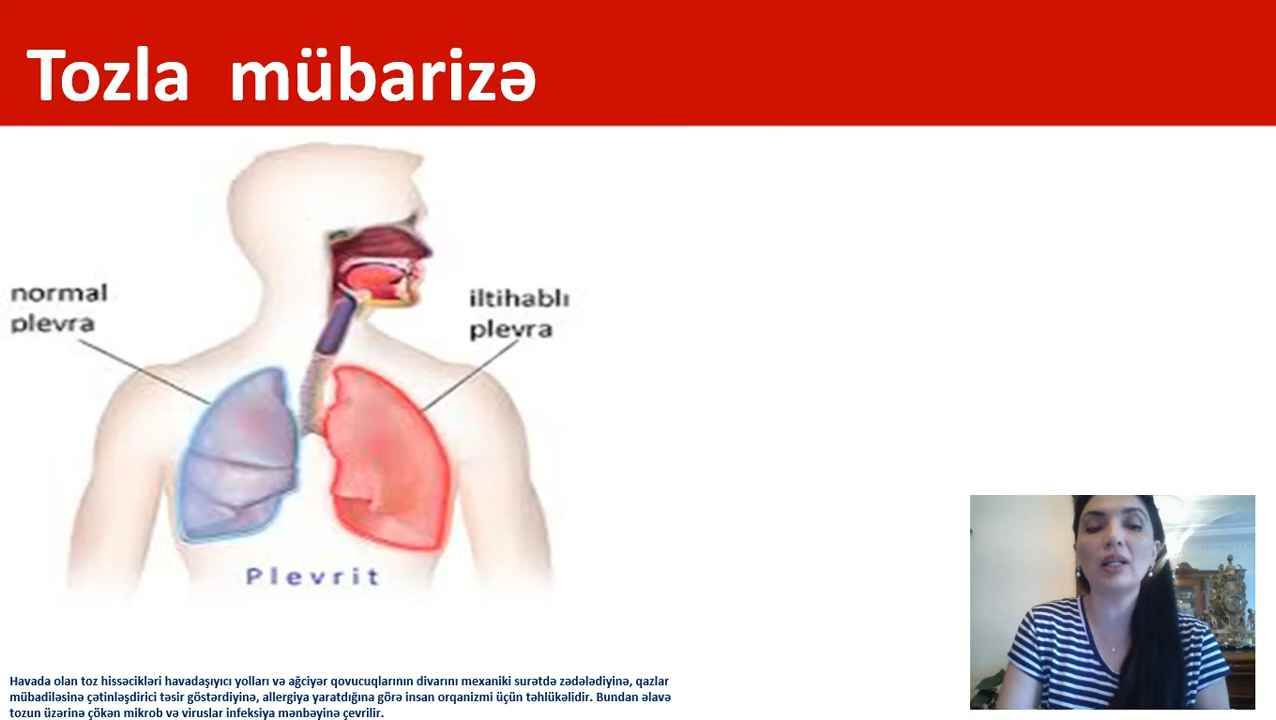 Tozla mübarizə
normal
plevra
iltihablı
plevra
Plevrit
Havada olan toz hissəcikləri havadaşıyıcı yolları və ağciyər qovucuqlarının divarını mexaniki surətdə zədələdiyinə, qazlar
mübadiləsinə çətinləşdirici təsir göstərdiyinə, allergiya yaratdığına görə insan orqanizmi üçün təhlükəlidir. Bundan əlavə
tozun üzərinə çökən mikrob və viruslar infeksiya mənbəyinə çevrilir.